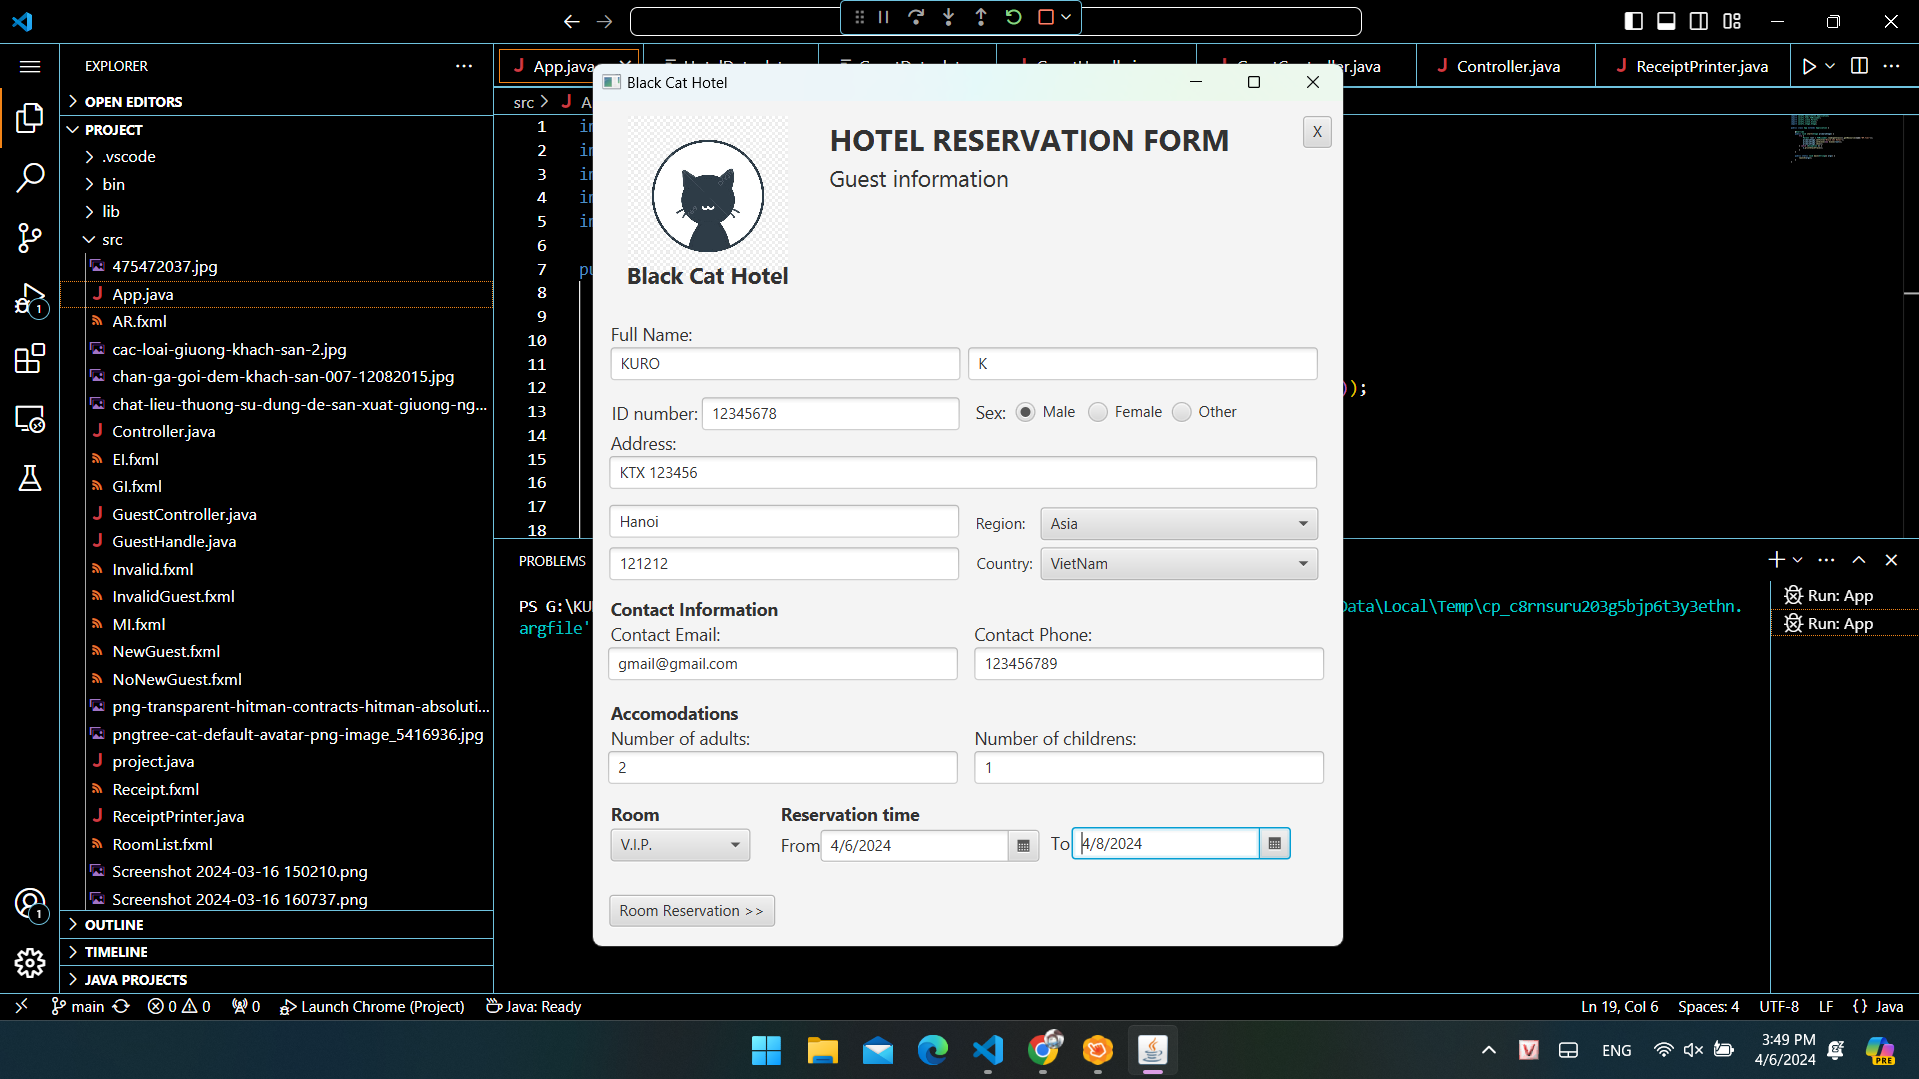 EXPLORER
OPEN EDITORS
PROJECT
.vscode
bin
lib
src
475472037.jpg
App.java
AR.fxml
cac-loai-giuong-khach-san-2.jpg
chan-ga-goi-dem-khach-san-007-12082015.jpg
chat-lieu-thuong-su-dung-de-san-xuat-giuong-ng...
Controller.java
EI.fxml
GI.fxml
GuestController.java
GuestHandle.java
Invalid.fxml
InvalidGuest.fxml
MI.fxml
NewGuest.fxml
NoNewGuest.fxml
png-transparent-hitman-contracts-hitman-absoluti...
pngtree-cat-default-avatar-png-image_5416936.jpg
project.java
Receipt.fxml
ReceiptPrinter.java
RoomList.fxml
Screenshot 2024-03-16 150210.png
Screenshot 2024-03-16 160737.png
OUTLINE
TIMELINE
JAVA PROJECTS
1
1
App.java
Controller.java
ReceiptPrinter.java
src
1
2
3
4
5
6
7
8
9
10
11
12
13
14
15
16
17
18
));
Black Cat Hotel
HOTEL RESERVATION FORM
X
Guest information
Black Cat Hotel
Full Name:
KURO K
ID number: 12345678 Sex: Male Female Other
Address:
KTX 123456
Hanoi Region: Asia
121212 Country: VietNam
Contact Information
Contact Email: Contact Phone:
gmail@gmail.com 123456789
Accomodations
Number of adults: Number of childrens:
2 1
Room Reservation time
V.I.P. From 4/6/2024 To 4/8/2024
Room Reservation >>
PROBLEMS
PS G:\KU
Data\Local\Temp\cp_c8rnsuru203g5bjp6t3y3ethn.
argfile'
Run: App
Run: App
main 0 0 0 Launch Chrome (Project) Java: Ready
Ln 19, Col 6 Spaces: 4 UTF-8 LF {} Java
V ENG 3:49 PM
4/6/2024
PRE